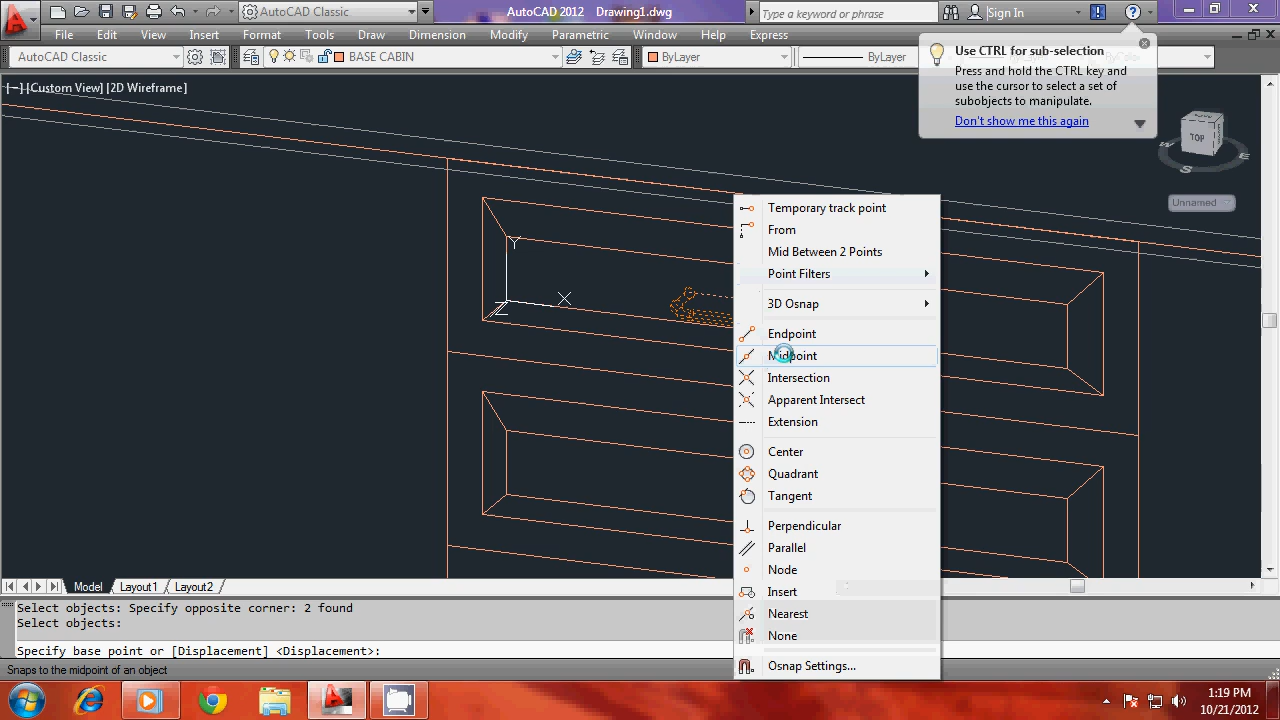 AutoCAD Classic
AutoCAD 2012 Drawing1.dwg
Type a keyword or phrase
Sign In
File Edit View Insert Format Tools Draw Dimension Modify Parametric Window Help Express
AutoCAD Classic
BASE CABIN
ByLayer
ByLayer
Use CTRL for sub-selection
Press and hold the CTRL key and
use the cursor to select a set of
subobjects to manipulate.
Don't show me this again
[−] [Custom View] [2D Wireframe]
TOP
W
S
E
Unnamed
Y
X
Z
Temporary track point
From
Mid Between 2 Points
Point Filters
3D Osnap
Endpoint
Midpoint
Intersection
Apparent Intersect
Extension
Center
Quadrant
Tangent
Perpendicular
Parallel
Node
Insert
Nearest
None
Osnap Settings...
Model Layout1 Layout2
Select objects: Specify opposite corner: 2 found
Select objects:
Specify base point or [Displacement] <Displacement>:
Snaps to the midpoint of an object
1:19 PM
10/21/2012